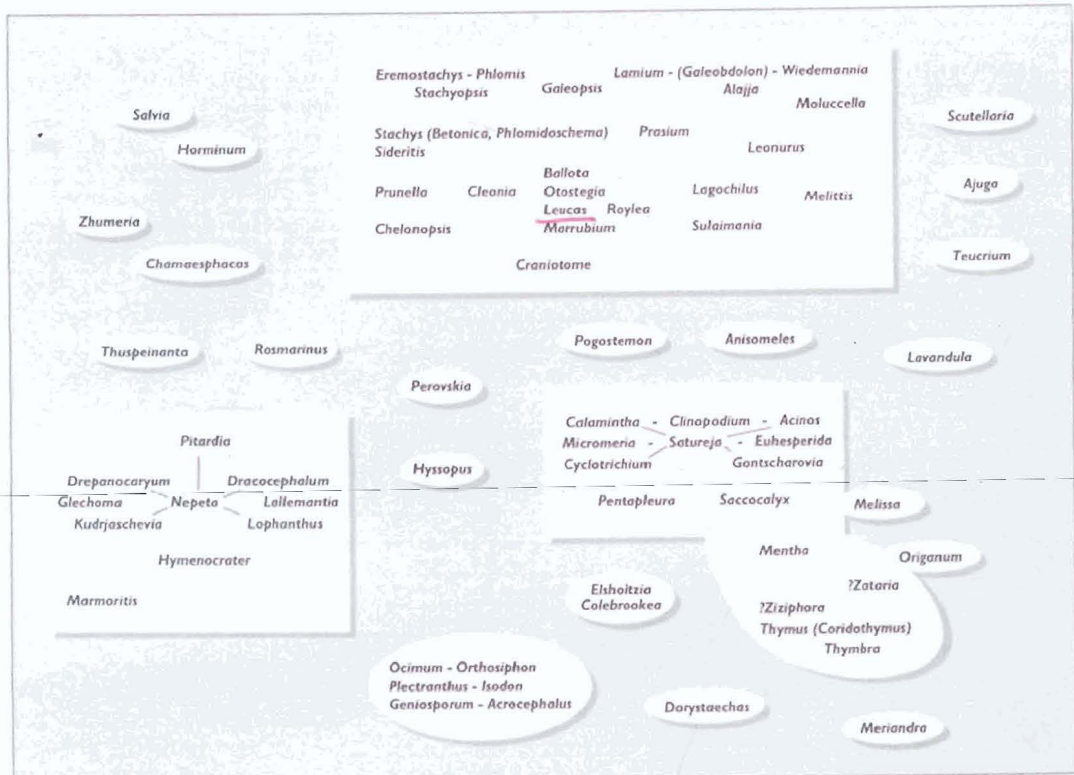 Eremostachys - Phlomis
Stachyopsis
Galeopsis
Lamium - (Galeobdolon) - Wiedemannia
Alajja
Moluccella
Stachys (Betonica, Phlomidoschema)
Sideritis
Prasium
Leonurus
Prunella
Cleonia
Ballota
Otostegia
Leucas
Roylea
Marrubium
Lagochilus
Melittis
Chelonopsis
Sulaimania
Craniotome
Salvia
Horminum
Zhumeria
Chamaesphacos
Thuspeinanta
Rosmarinus
Scutellaria
Ajuga
Teucrium
Pogostemon
Anisomeles
Lavandula
Perovskia
Hyssopus
Pitardia
Drepanocaryum
Dracocephalum
Glechoma
Nepeta
Lallemantia
Kudrjaschevia
Lophanthus
Hymenocrater
Marmoritis
Calamintha - Clinopodium - Acinos
Micromeria - Satureja - Euhesperida
Cyclotrichium
Gontscharovia
Pentapleura
Saccocalyx
Melissa
Mentha
Origanum
?Zataria
?Ziziphora
Thymus (Coridothymus)
Thymbra
Elsholtzia
Colebrookea
Ocimum - Orthosiphon
Plectranthus - Isodon
Geniosporum - Acrocephalus
Dorystaechas
Meriandra